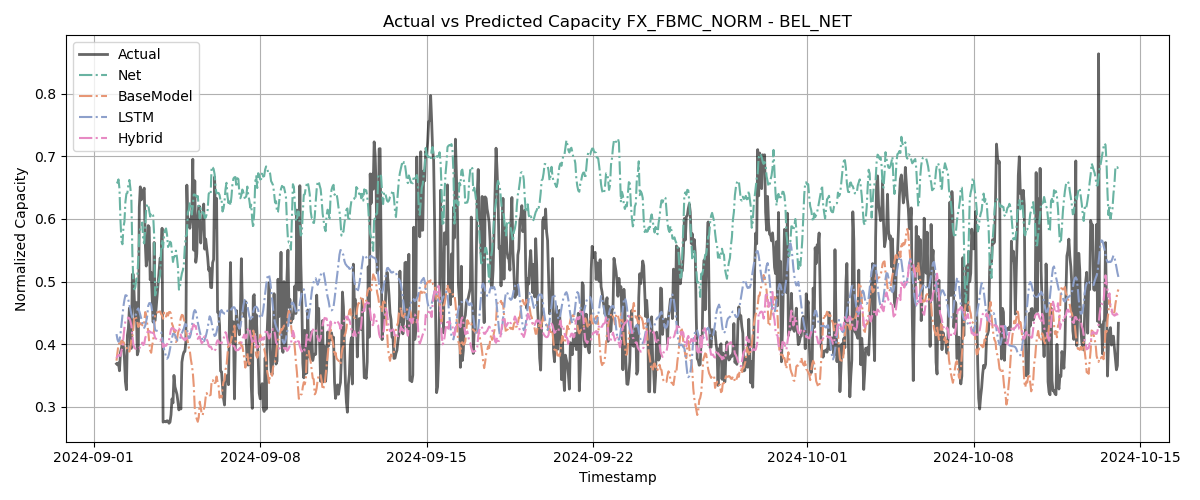 Actual vs Predicted Capacity FX_FBMC_NORM - BEL_NET
Actual
Net
BaseModel
LSTM
Hybrid
Normalized Capacity
0.8
0.7
0.6
0.5
0.4
0.3
2024-09-01
2024-09-08
2024-09-15
2024-09-22
2024-10-01
2024-10-08
2024-10-15
Timestamp